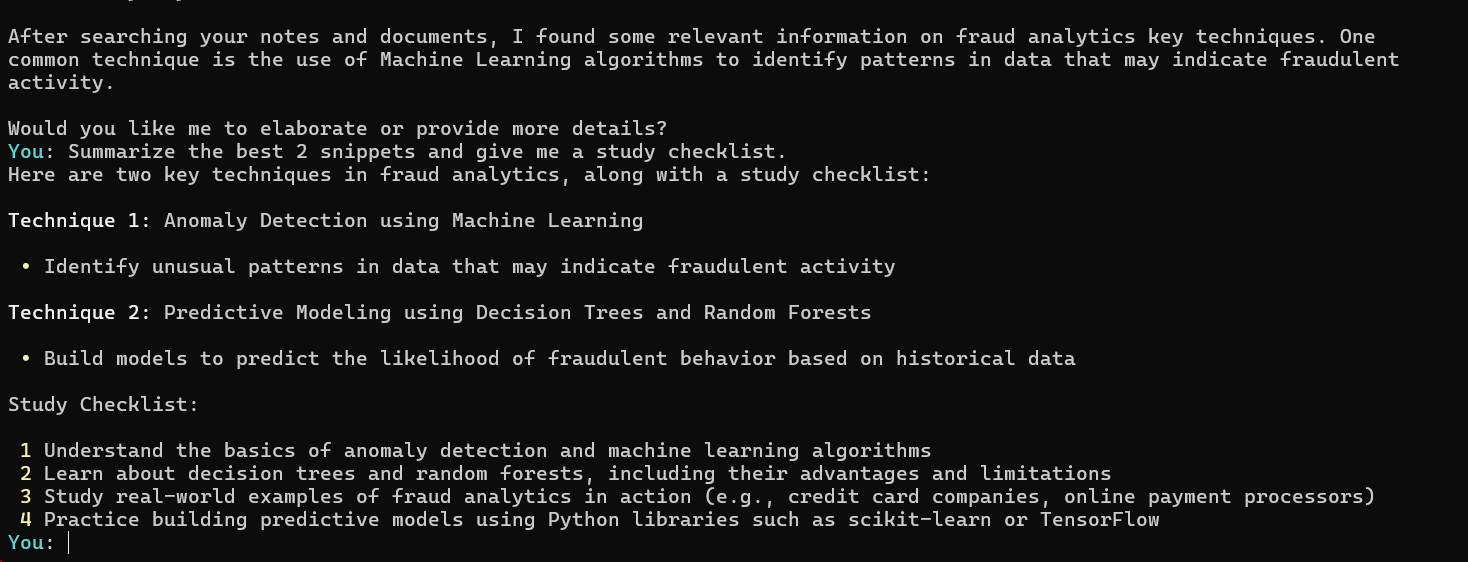 After searching your notes and documents, I found some relevant information on fraud analytics key techniques. One
common technique is the use of Machine Learning algorithms to identify patterns in data that may indicate fraudulent
activity.
Would you like me to elaborate or provide more details?
You: Summarize the best 2 snippets and give me a study checklist.
Here are two key techniques in fraud analytics, along with a study checklist:
Technique 1: Anomaly Detection using Machine Learning
• Identify unusual patterns in data that may indicate fraudulent activity
Technique 2: Predictive Modeling using Decision Trees and Random Forests
• Build models to predict the likelihood of fraudulent behavior based on historical data
Study Checklist:
1 Understand the basics of anomaly detection and machine learning algorithms
2 Learn about decision trees and random forests, including their advantages and limitations
3 Study real-world examples of fraud analytics in action (e.g., credit card companies, online payment processors)
4 Practice building predictive models using Python libraries such as scikit-learn or TensorFlow
You: